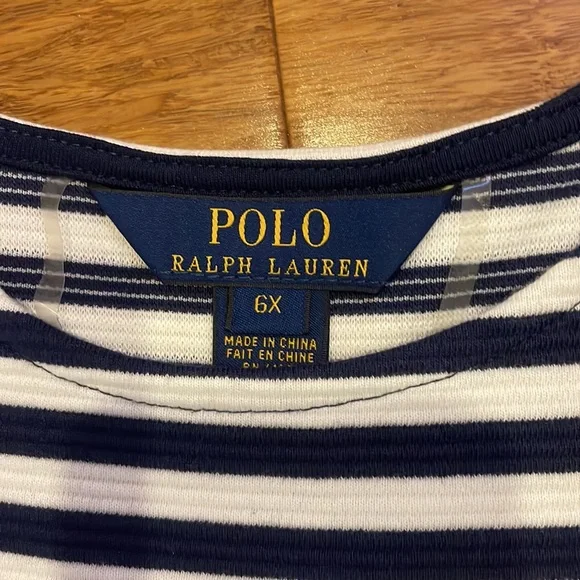 POLO
RALPH LAUREN
6X
MADE IN CHINA
FAIT EN CHINE